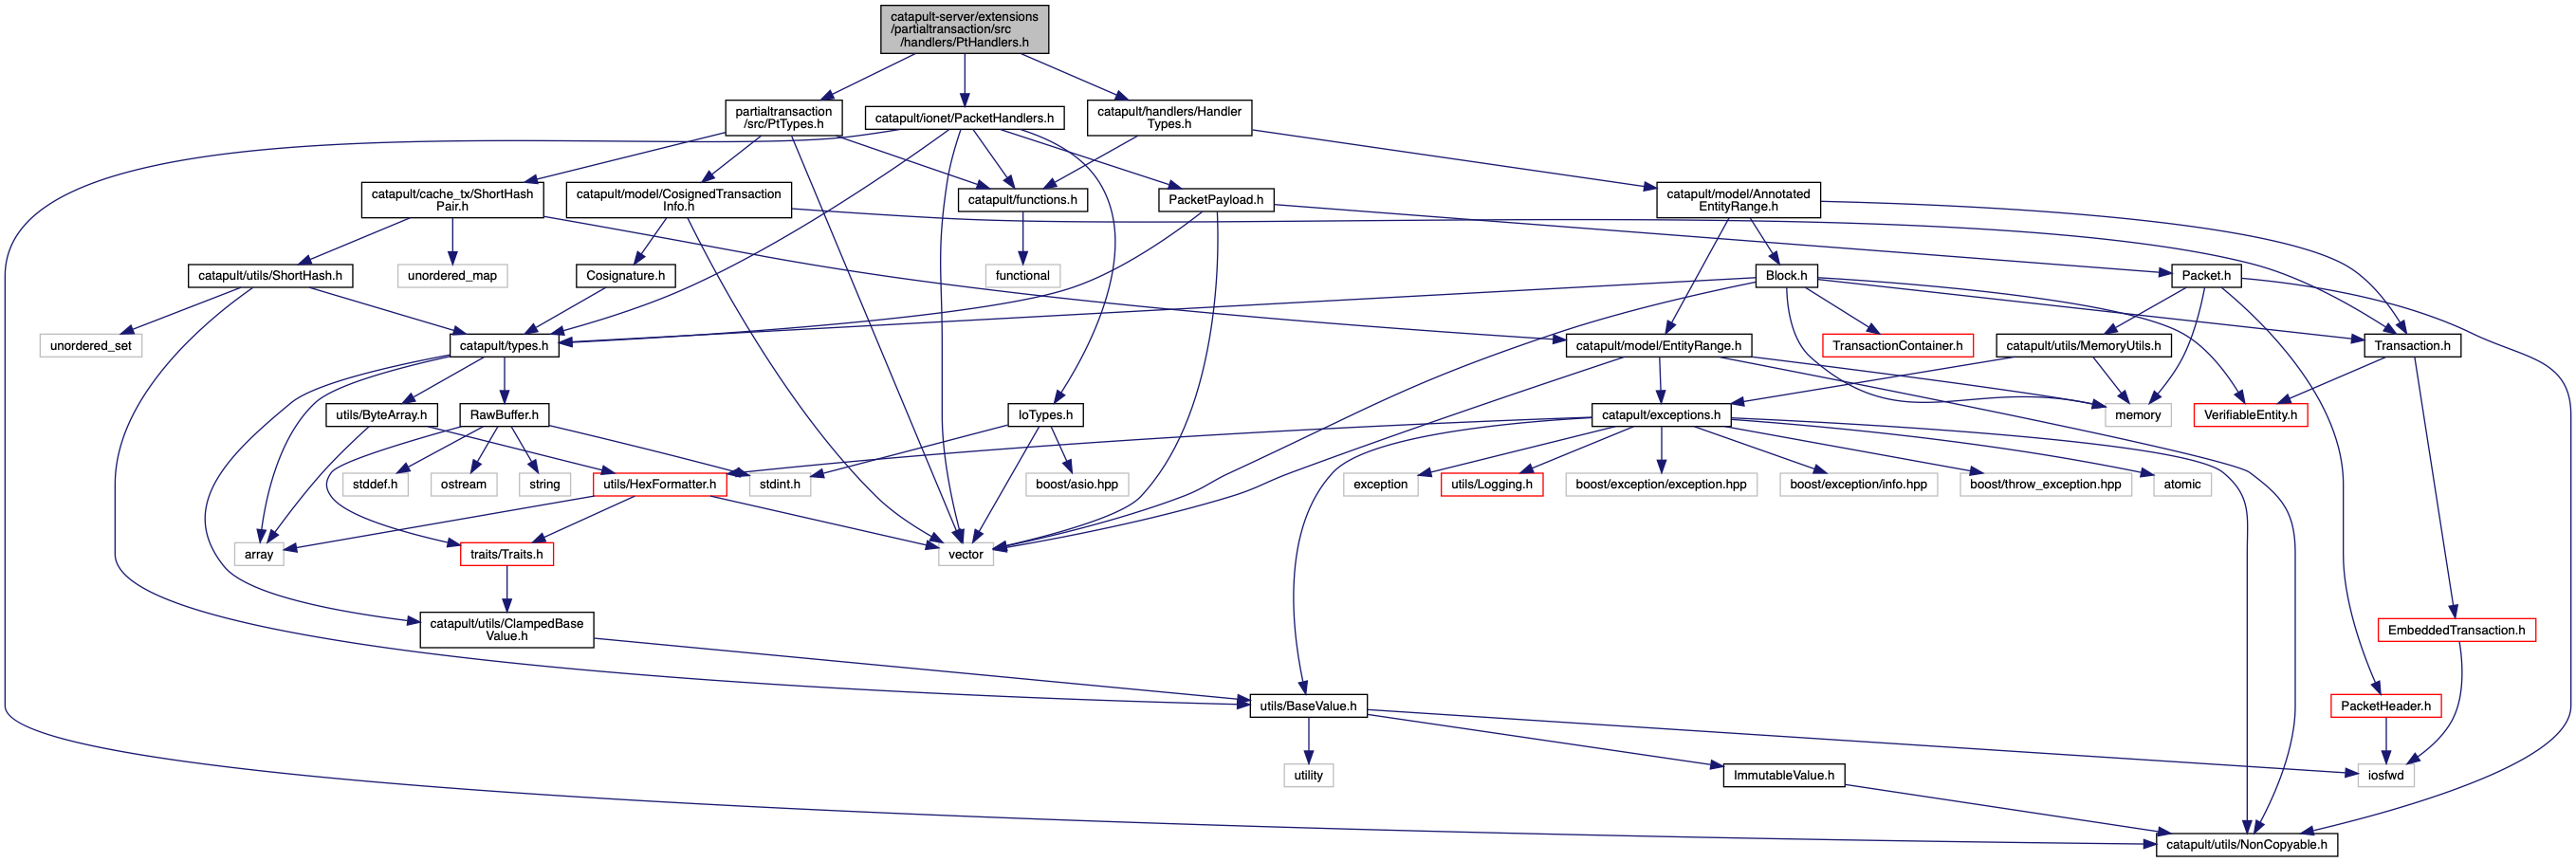 catapult-server/extensions
/partialtransaction/src
/handlers/PtHandlers.h
partialtransaction
/src/PtTypes.h
catapult/ionet/PacketHandlers.h
catapult/handlers/Handler
Types.h
catapult/cache_tx/ShortHash
Pair.h
catapult/model/CosignedTransaction
Info.h
catapult/functions.h
PacketPayload.h
catapult/model/Annotated
EntityRange.h
catapult/utils/ShortHash.h
unordered_map
Cosignature.h
functional
Block.h
Packet.h
unordered_set
catapult/types.h
catapult/model/EntityRange.h
TransactionContainer.h
catapult/utils/MemoryUtils.h
Transaction.h
utils/ByteArray.h
RawBuffer.h
IoTypes.h
catapult/exceptions.h
memory
VerifiableEntity.h
stddef.h
ostream
string
utils/HexFormatter.h
stdint.h
boost/asio.hpp
exception
utils/Logging.h
boost/exception/exception.hpp
boost/exception/info.hpp
boost/throw_exception.hpp
atomic
array
traits/Traits.h
vector
catapult/utils/ClampedBase
Value.h
EmbeddedTransaction.h
utils/BaseValue.h
PacketHeader.h
utility
ImmutableValue.h
iosfwd
catapult/utils/NonCopyable.h